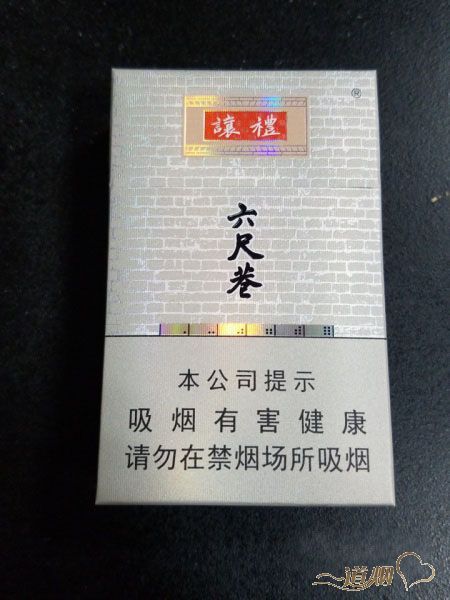 讓禮
®
六尺巷
本公司提示
吸烟有害健康
请勿在禁烟场所吸烟
一道烟